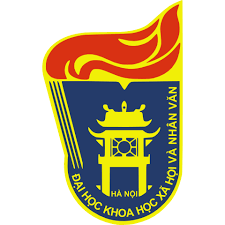 HÀ NỘI
ĐẠI HỌC KHOA HỌC XÃ HỘI VÀ NHÂN VĂN